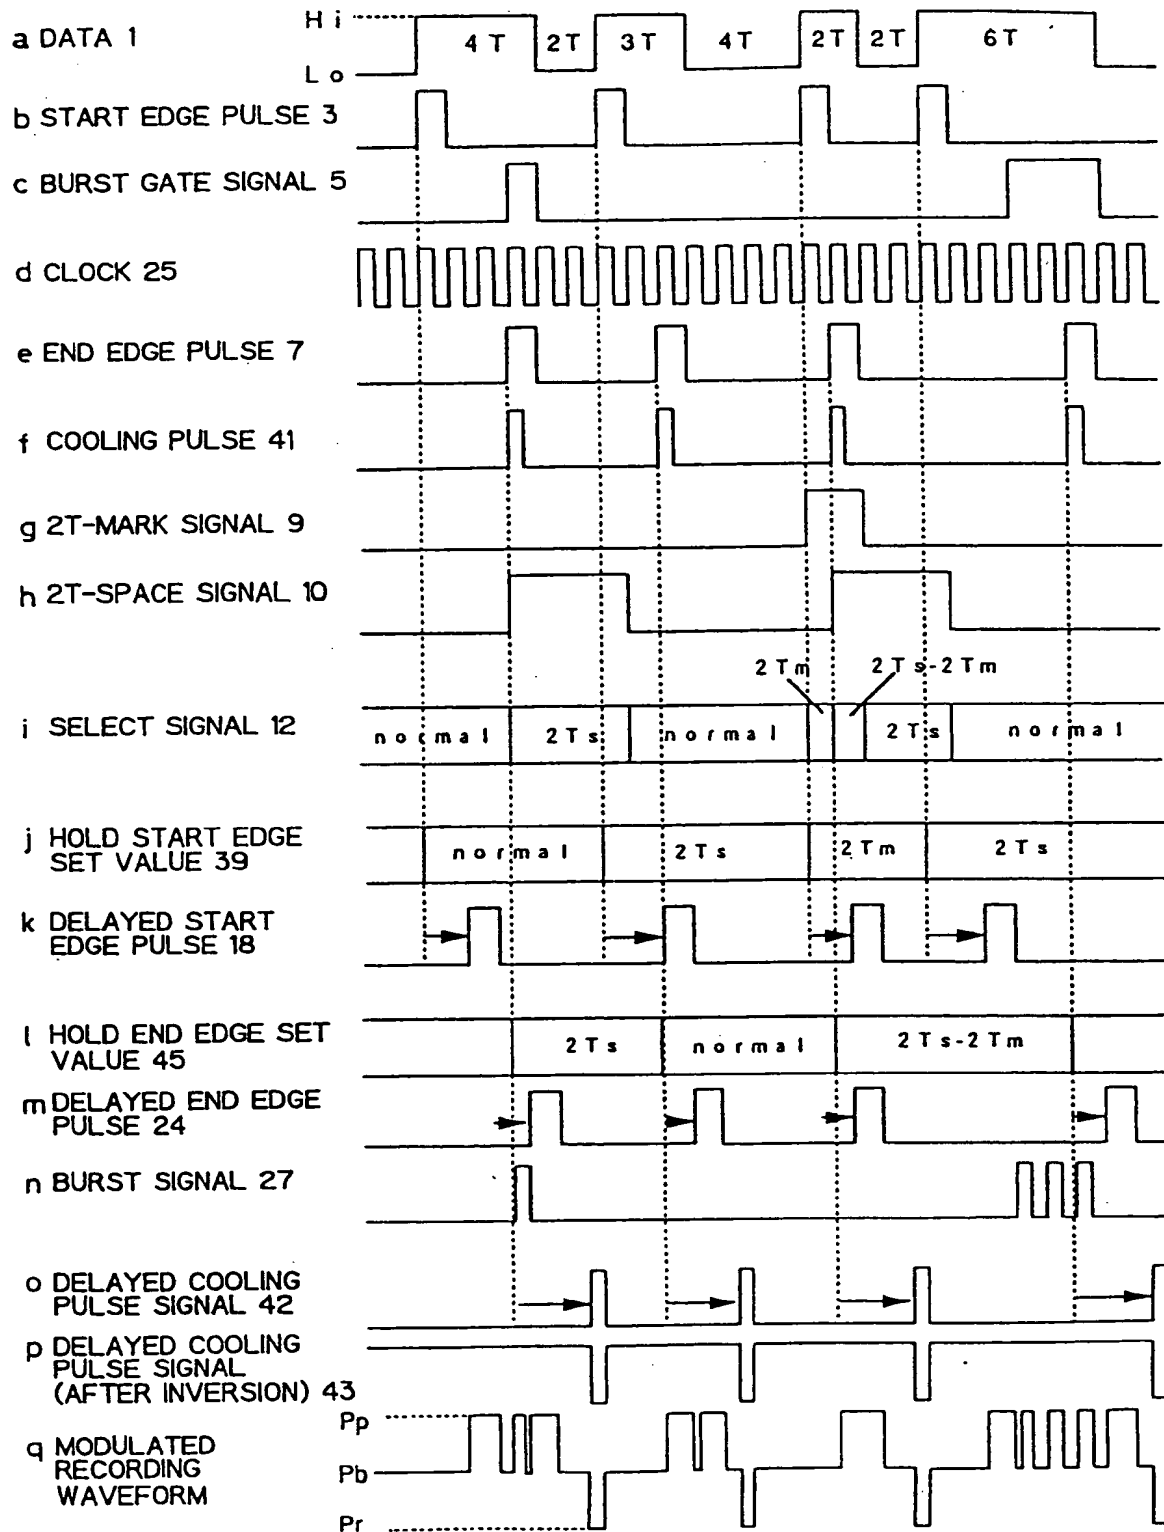 Hi
a DATA 1
4T 2T 3T 4T 2T 2T 6T
Lo
b START EDGE PULSE 3
c BURST GATE SIGNAL 5
d CLOCK 25
e END EDGE PULSE 7
f COOLING PULSE 41
g 2T-MARK SIGNAL 9
h 2T-SPACE SIGNAL 10
2Tm 2Ts-2Tm
i SELECT SIGNAL 12
normal 2Ts normal 2Ts normal
j HOLD START EDGE
SET VALUE 39
normal 2Ts 2Tm 2Ts
k DELAYED START
EDGE PULSE 18
l HOLD END EDGE SET
VALUE 45
2Ts normal 2Ts-2Tm
m DELAYED END EDGE
PULSE 24
n BURST SIGNAL 27
o DELAYED COOLING
PULSE SIGNAL 42
p DELAYED COOLING
PULSE SIGNAL
(AFTER INVERSION) 43
Pp
q MODULATED
RECORDING
WAVEFORM
Pb
Pr